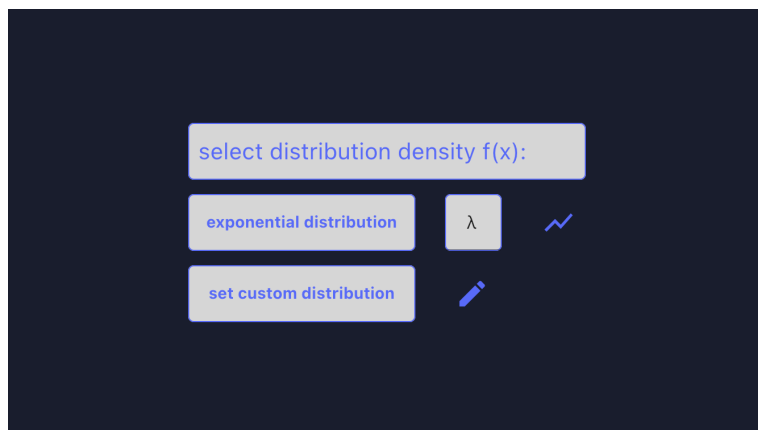 select distribution density f(x):
exponential distribution λ
set custom distribution